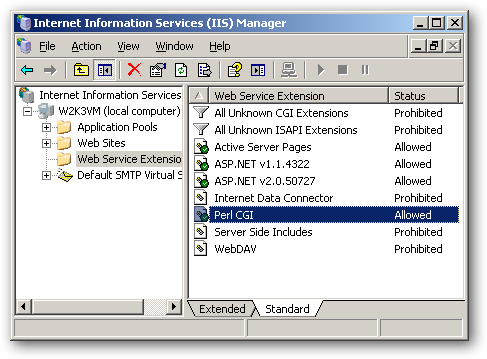 Internet Information Services (IIS) Manager
File Action View Window Help
Internet Information Services
W2K3VM (local computer)
Application Pools
Web Sites
Web Service Extensio
Default SMTP Virtual S
Web Service Extension Status
All Unknown CGI Extensions Prohibited
All Unknown ISAPI Extensions Prohibited
Active Server Pages Allowed
ASP.NET v1.1.4322 Allowed
ASP.NET v2.0.50727 Allowed
Internet Data Connector Prohibited
Perl CGI Allowed
Server Side Includes Prohibited
WebDAV Prohibited
Extended Standard